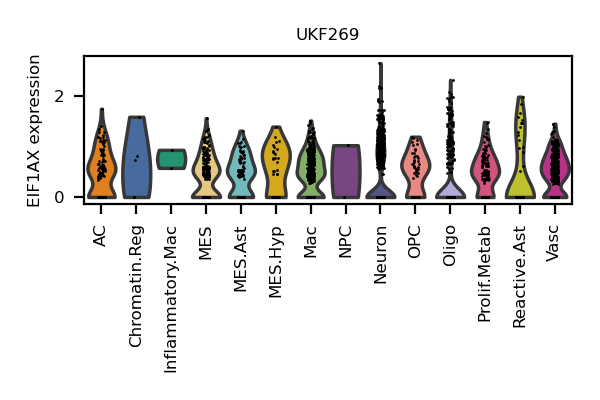 UKF269
EIF1AX expression
2
0
AC
Chromatin.Reg
Inflammatory.Mac
MES
MES.Ast
MES.Hyp
Mac
NPC
Neuron
OPC
Oligo
Prolif.Metab
Reactive.Ast
Vasc